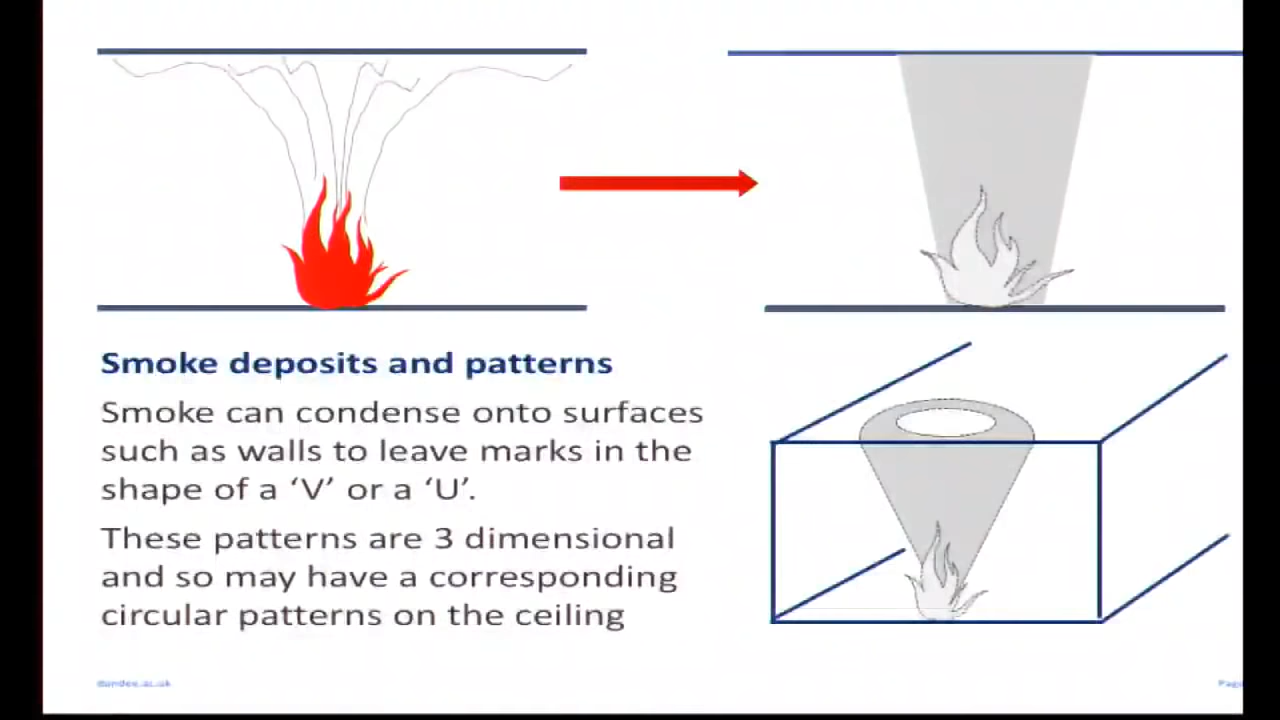 Smoke deposits and patterns
Smoke can condense onto surfaces
such as walls to leave marks in the
shape of a ‘V’ or a ‘U’.
These patterns are 3 dimensional
and so may have a corresponding
circular patterns on the ceiling
dundee.ac.uk
Page